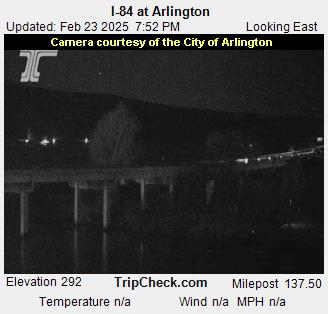 I-84 at Arlington
Updated: Feb 23 2025 7:52 PM Looking East
Camera courtesy of the City of Arlington
Elevation 292 TripCheck.com Milepost 137.50
Temperature n/a Wind n/a MPH n/a